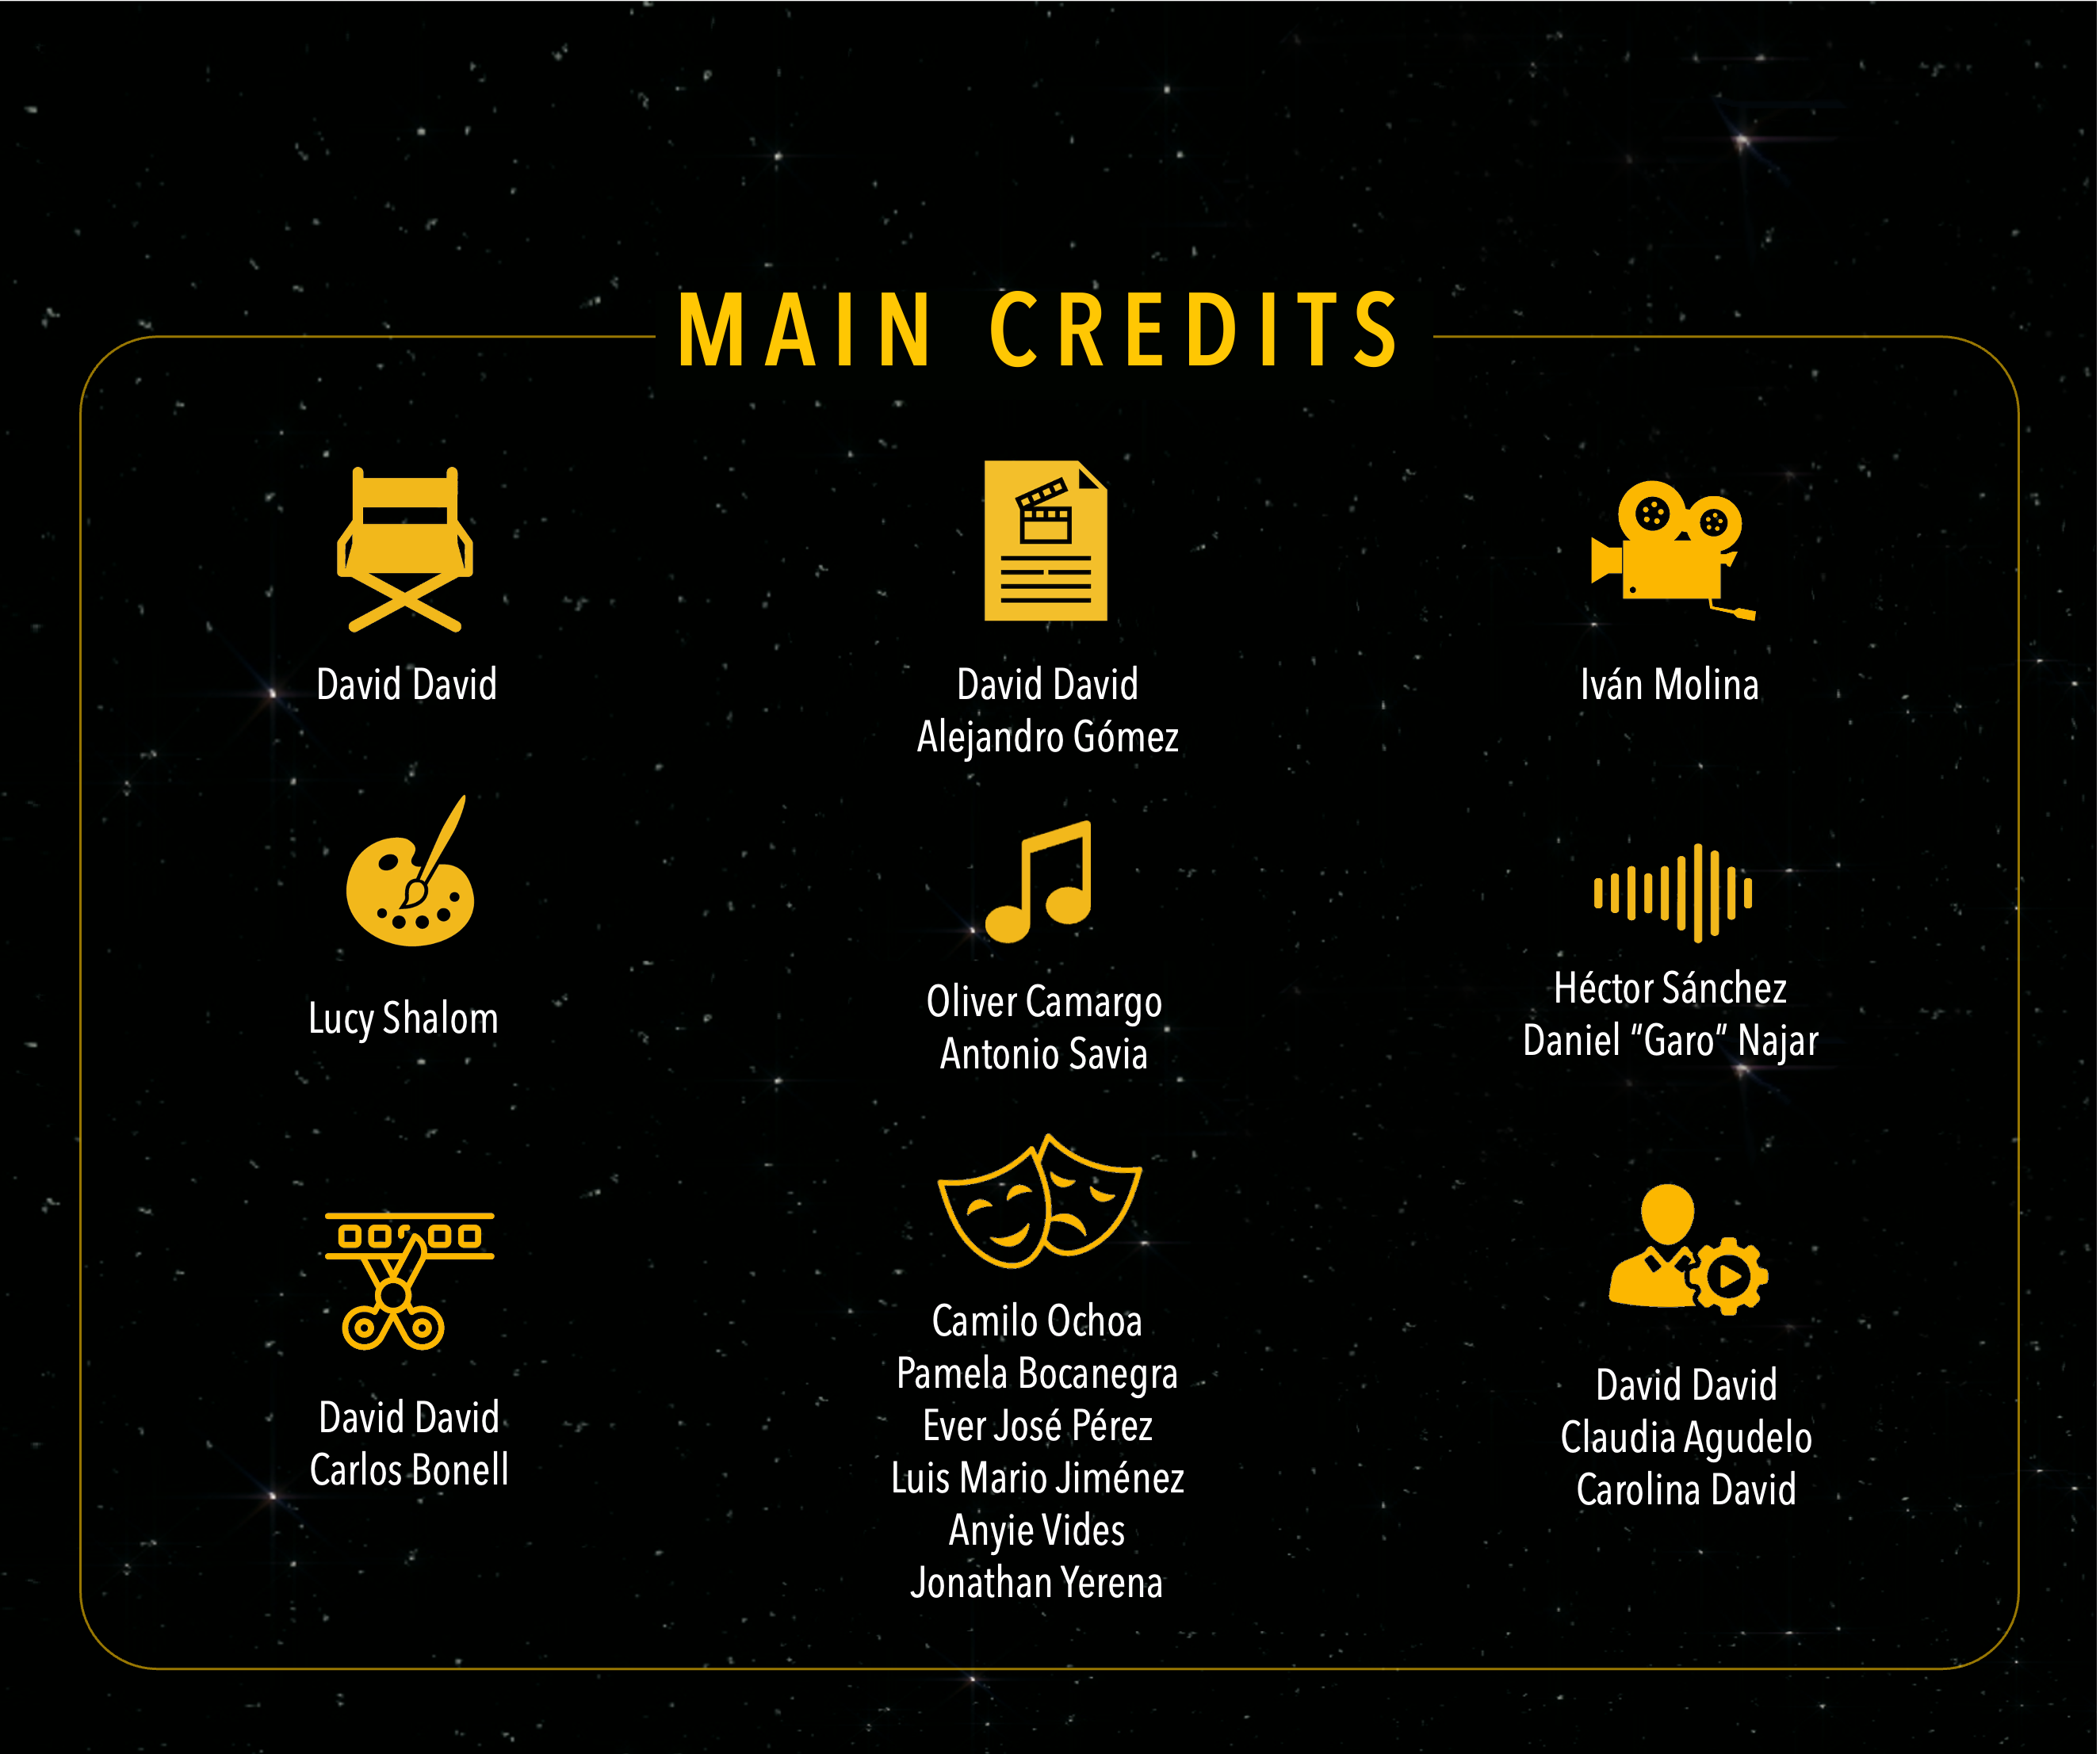 MAIN CREDITS
David David
David David
Alejandro Gómez
Iván Molina
Lucy Shalom
Oliver Camargo
Antonio Savia
Héctor Sánchez
Daniel “Garo” Najar
David David
Carlos Bonell
Camilo Ochoa
Pamela Bocanegra
Ever José Pérez
Luis Mario Jiménez
Anyie Vides
Jonathan Yerena
David David
Claudia Agudelo
Carolina David